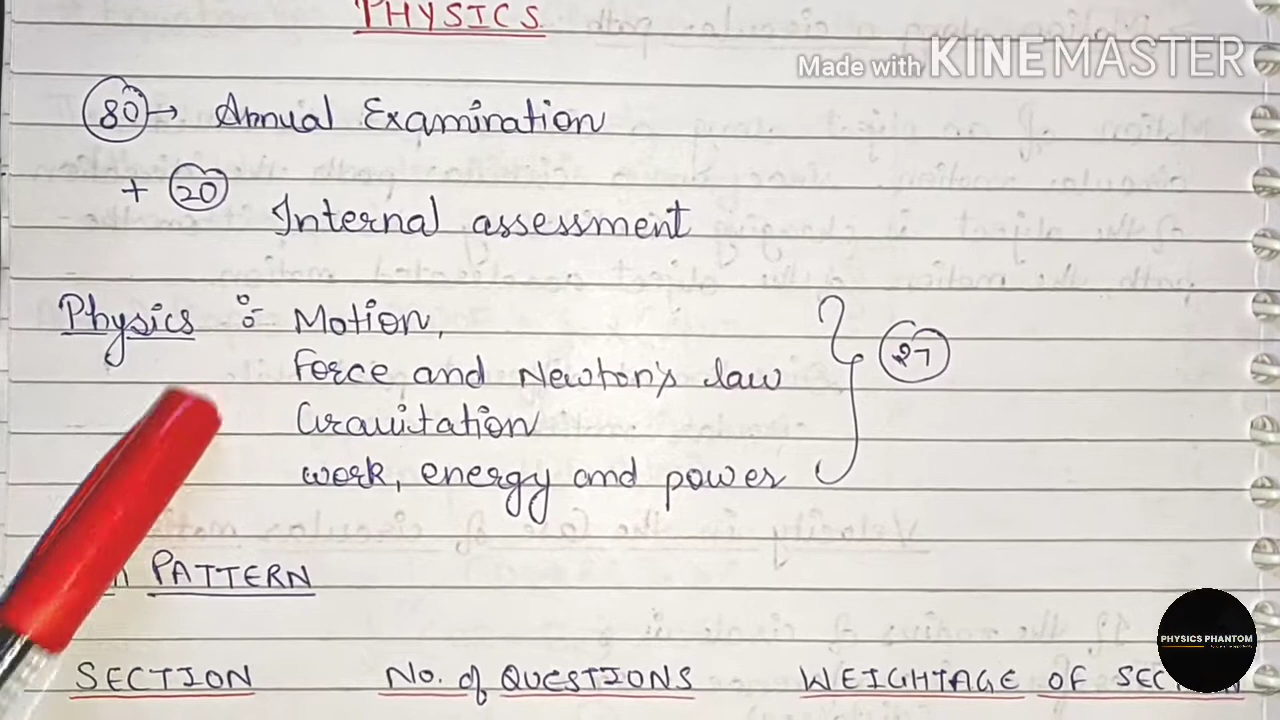 PHYSICS
Made with KINEMASTER
80 → Annual Examination
+ 20 Internal assessment
Physics :- Motion,
Force and Newton's law
Gravitation
work, energy and power
27
PATTERN
SECTION No. of QUESTIONS WEIGHTAGE OF
PHYSICS PHANTOM